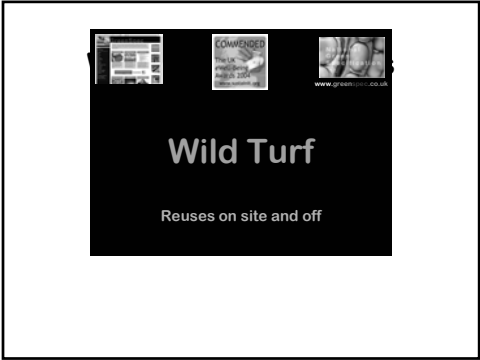 COMMENDED
The UK
Awards 2004
www.greenspec.co.uk
Wild Turf
Reuses on site and off